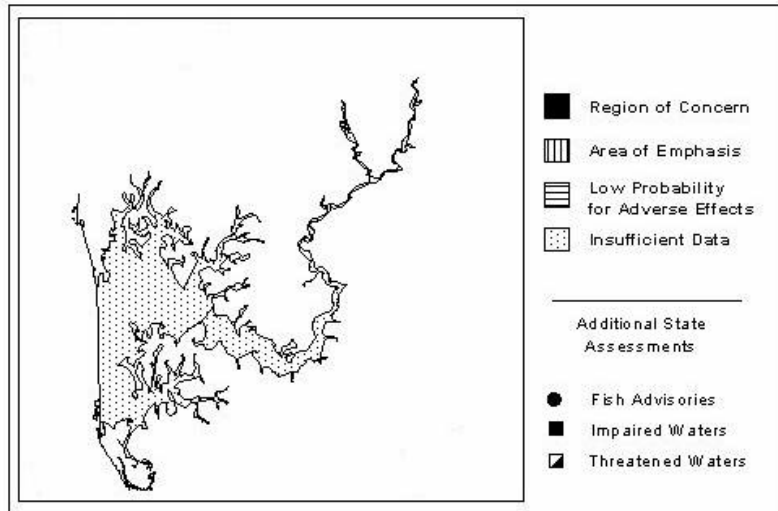 Region of Concern
Area of Emphasis
Low Probability
for Adverse Effects
Insufficient Data
Additional State
Assessments
Fish Advisories
Impaired Waters
Threatened Waters